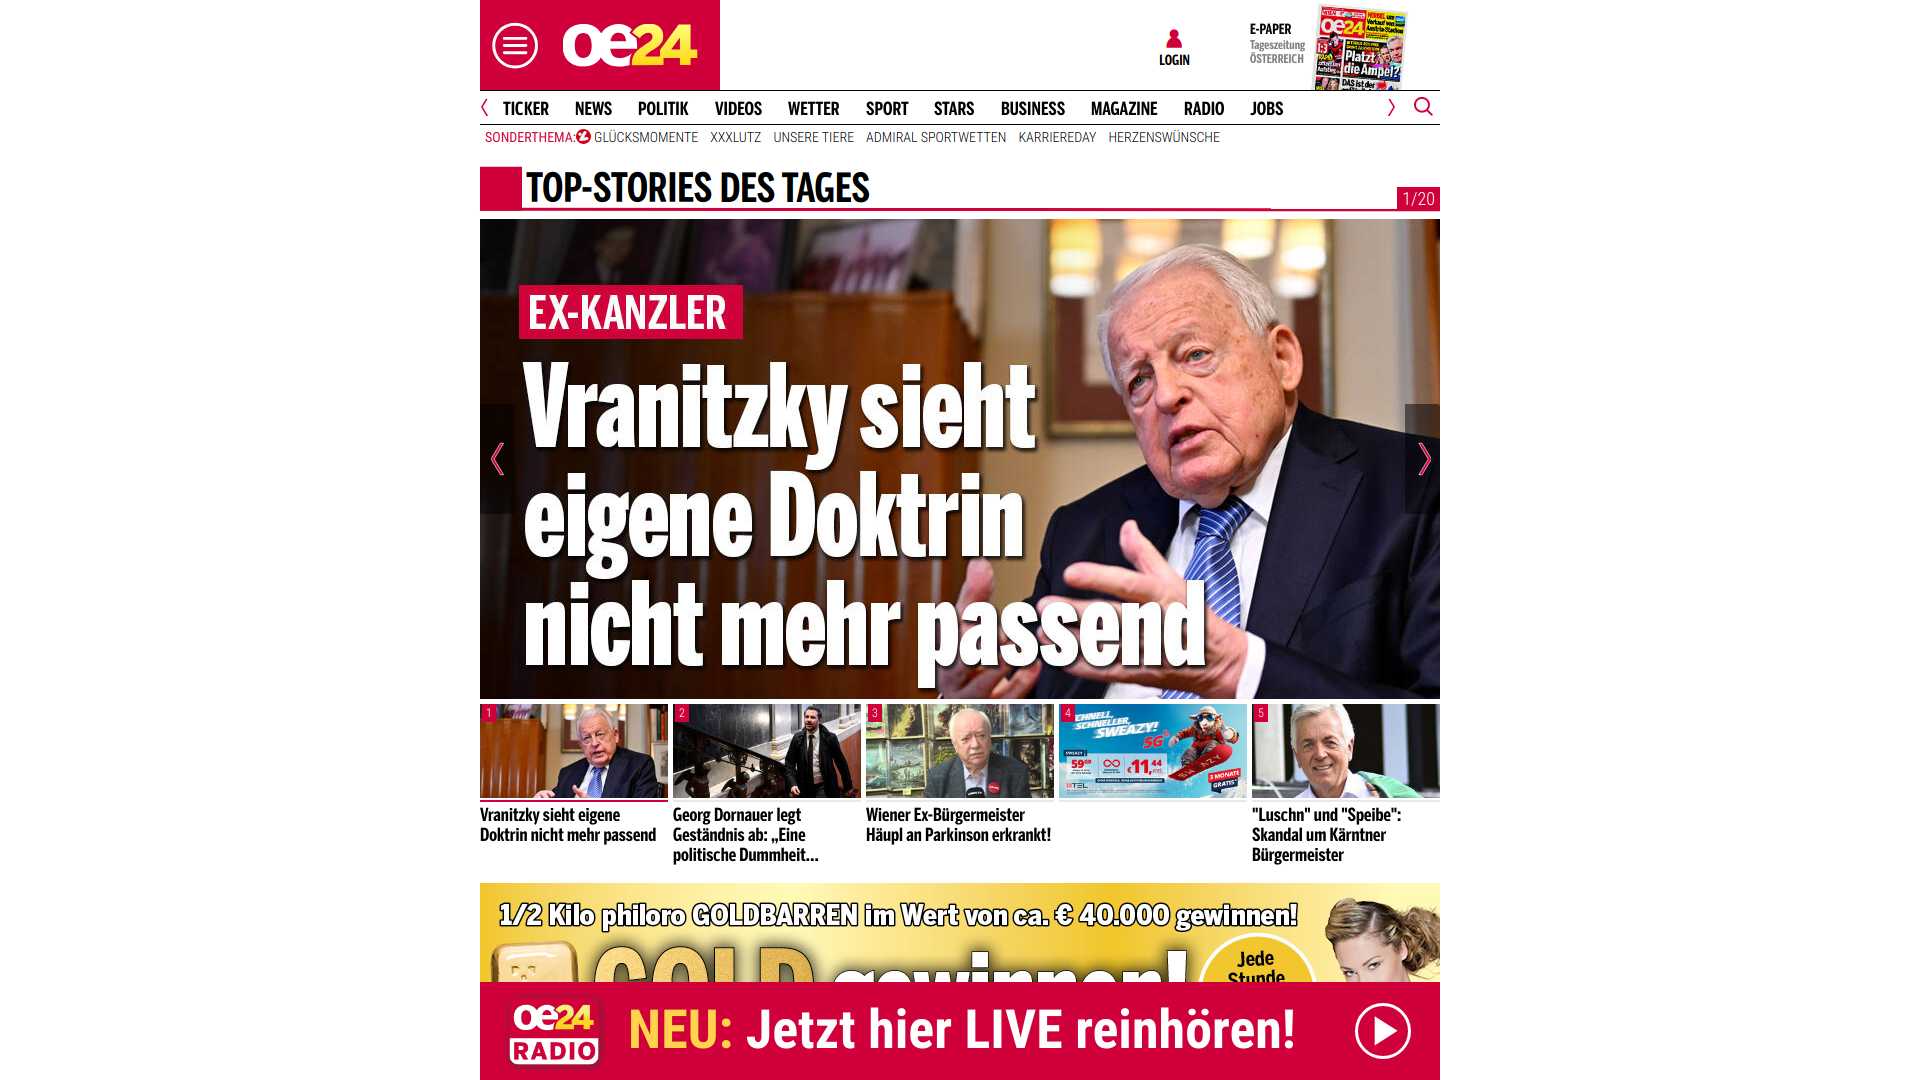 oe24
LOGIN
E-PAPER
Tageszeitung
ÖSTERREICH
oe24
Platzt
die Ampel?
TICKER NEWS POLITIK VIDEOS WETTER SPORT STARS BUSINESS MAGAZINE RADIO JOBS
SONDERTHEMA: GLÜCKSMOMENTE XXXLUTZ UNSERE TIERE ADMIRAL SPORTWETTEN KARRIEREDAY HERZENSWÜNSCHE
TOP-STORIES DES TAGES
1/20
EX-KANZLER
Vranitzky sieht
eigene Doktrin
nicht mehr passend
1
Vranitzky sieht eigene
Doktrin nicht mehr passend
2
Georg Dornauer legt
Geständnis ab: „Eine
politische Dummheit...
3
Wiener Ex-Bürgermeister
Häupl an Parkinson erkrankt!
4
SCHNELL,
SCHNELLER,
SWEAZY!
5G
€11,44
3 MONATE
GRATIS
5
"Luschn" und "Speibe":
Skandal um Kärntner
Bürgermeister
1/2 Kilo philoro GOLDBARREN im Wert von ca. € 40.000 gewinnen!
GOLD gewinnen!
Jede
Stunde
oe24
RADIO
NEU: Jetzt hier LIVE reinhören!